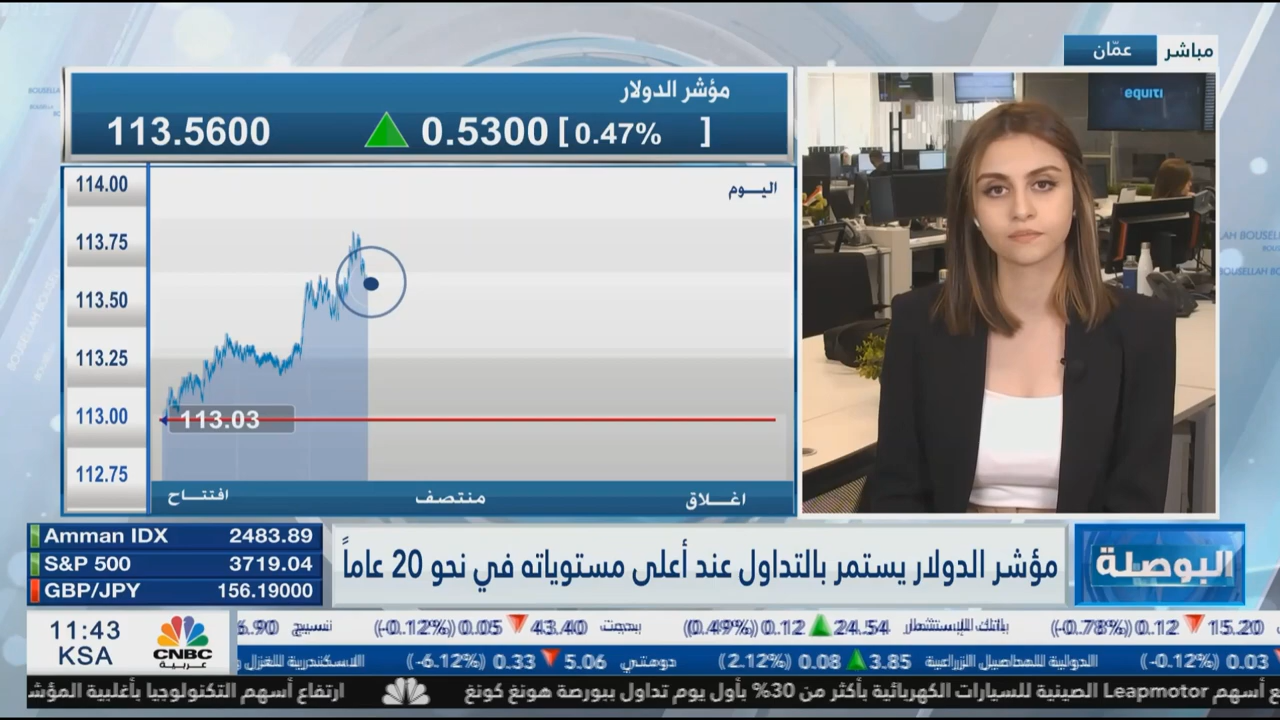 مباشر
عمّان
equiti
مؤشر الدولار
113.5600 ▲ 0.5300 [ 0.47% ]
اليوم
114.00
113.75
113.50
113.25
113.00
112.75
113.03
افتتاح
منتصف
اغلاق
البوصلة
مؤشر الدولار يستمر بالتداول عند أعلى مستوياته في نحو 20 عاماً
Amman IDX 2483.89
S&P 500 3719.04
GBP/JPY 156.19000
11:43
KSA
CNBC
عربية
15.20 ▼ 0.12 (-0.78%) 24.54 ▲ 0.12 (0.49%) 43.40 ▼ 0.05 (-0.12%) 6.90
0.03 (-0.12%) الدولية للمحاصيل الزراعية 3.85 ▲ 0.08 (2.12%) دومتي 5.06 ▼ 0.33 (-6.12%) الاسكندرية للغزل و
ع أسهم Leapmotor الصينية للسيارات الكهربائية بأكثر من 30% بأول يوم تداول ببورصة هونغ كونغ
ارتفاع أسهم التكنولوجيا بأغلبية المؤش